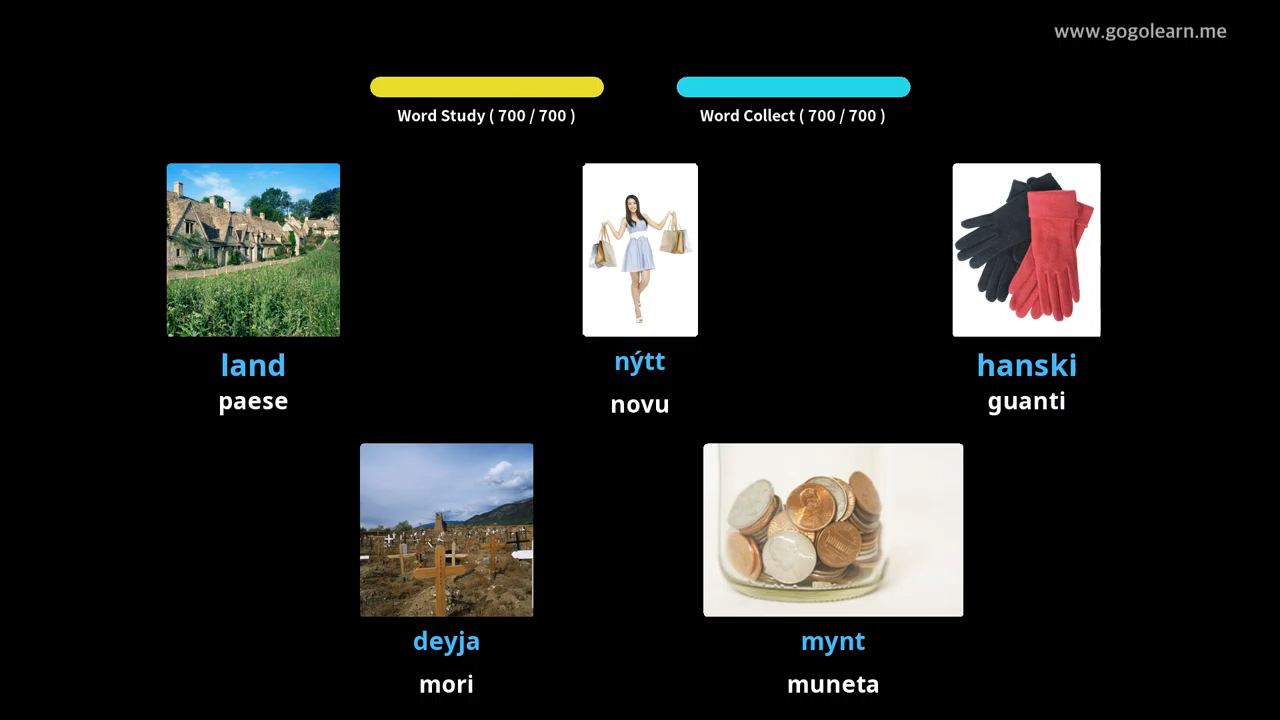 www.gogolearn.me
Word Study ( 700 / 700 )
Word Collect ( 700 / 700 )
land
paese
nýtt
novu
hanski
guanti
deyja
mori
mynt
muneta